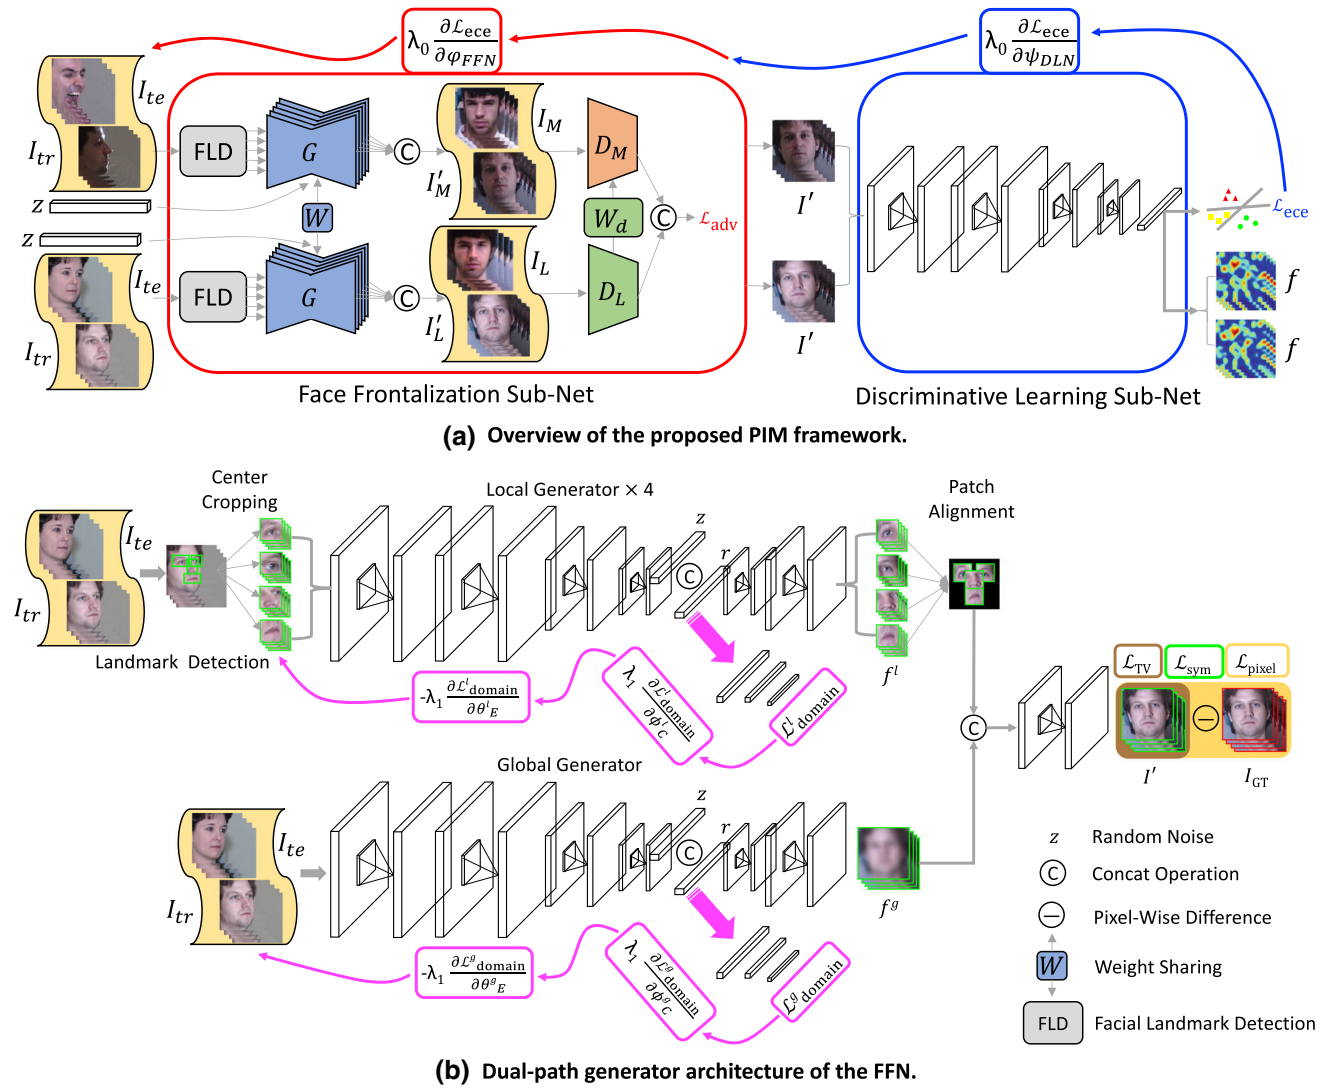 λ₀ ∂ℒece/∂φFFN
λ₀ ∂ℒece/∂ψDLN
Ite
Itr
FLD
G
C
IM
I′M
DM
z
W
Wd
C
ℒadv
z
Ite
Itr
FLD
G
C
IL
I′L
DL
I′
I′
ℒece
f
f
Face Frontalization Sub-Net
Discriminative Learning Sub-Net
(a) Overview of the proposed PIM framework.
Center
Cropping
Local Generator × 4
Patch
Alignment
Ite
Itr
z
C
r
Landmark Detection
fˡ
-λ₁ ∂ℒˡdomain/∂θˡE
λ₁ ∂ℒˡdomain/∂ϕˡC
ℒˡdomain
ℒTV
ℒsym
ℒpixel
C
I′
IGT
Global Generator
Ite
Itr
z
C
r
fᵍ
-λ₁ ∂ℒᵍdomain/∂θᵍE
λ₁ ∂ℒᵍdomain/∂ϕᵍC
ℒᵍdomain
z Random Noise
C Concat Operation
Pixel-Wise Difference
W Weight Sharing
FLD Facial Landmark Detection
(b) Dual-path generator architecture of the FFN.